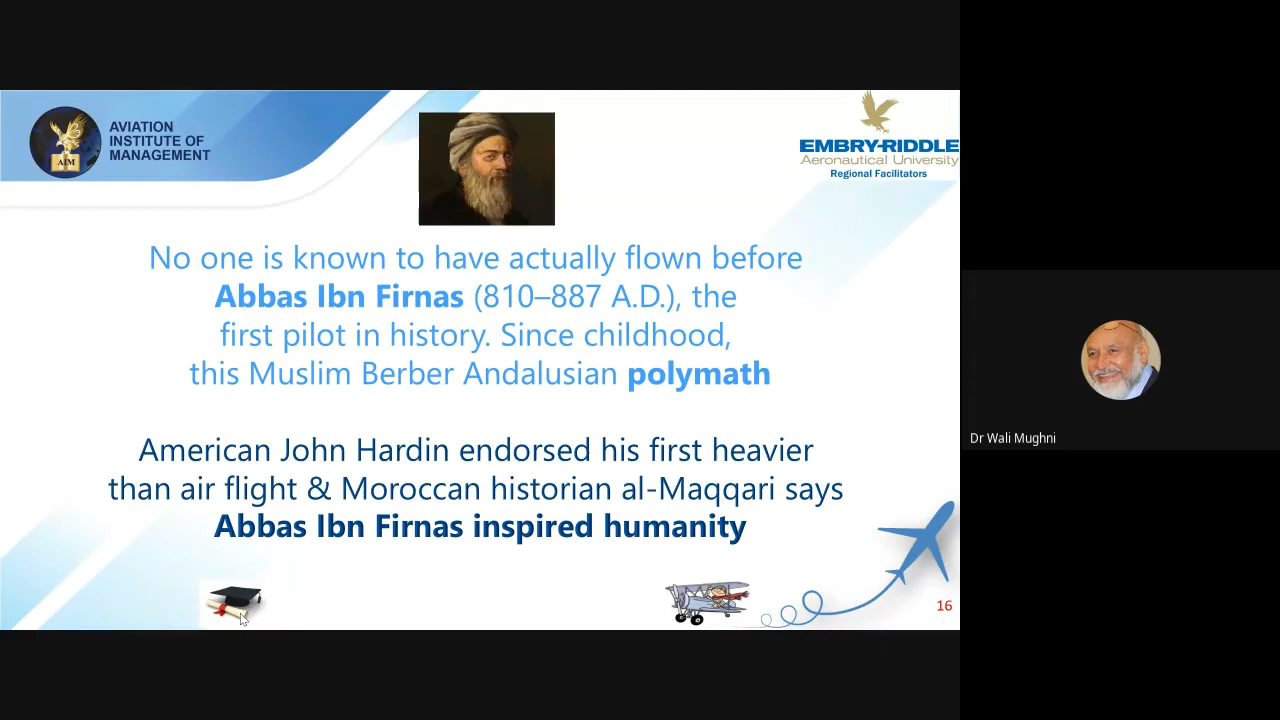 AVIATION
INSTITUTE OF
MANAGEMENT
AIM
EMBRY-RIDDLE
Aeronautical University
Regional Facilitators
No one is known to have actually flown before
Abbas Ibn Firnas (810–887 A.D.), the
first pilot in history. Since childhood,
this Muslim Berber Andalusian polymath
American John Hardin endorsed his first heavier
than air flight & Moroccan historian al-Maqqari says
Abbas Ibn Firnas inspired humanity
16
Dr Wali Mughni